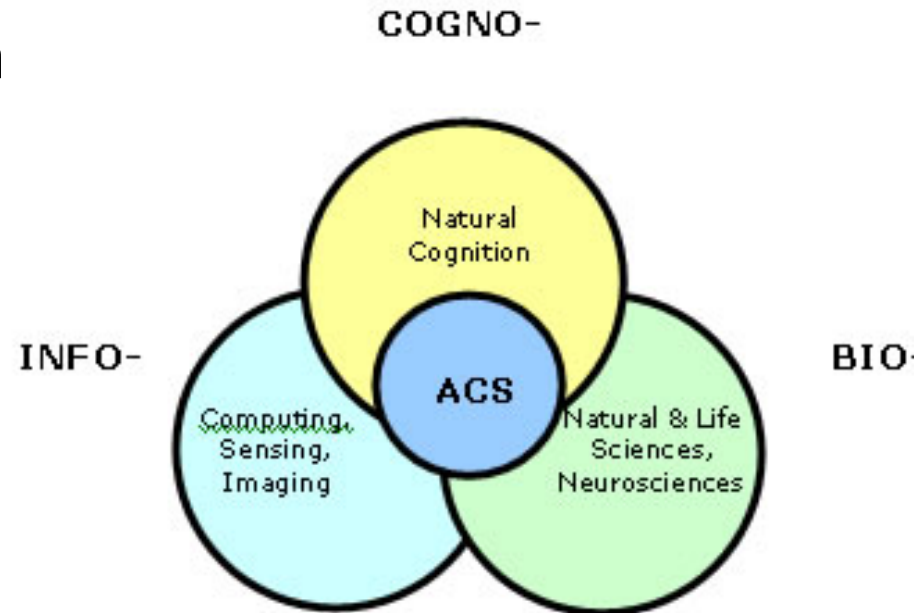 COGNO-
Natural
Cognition
INFO-
BIO-
ACS
Computing,
Sensing,
Imaging
Natural & Life
Sciences,
Neurosciences